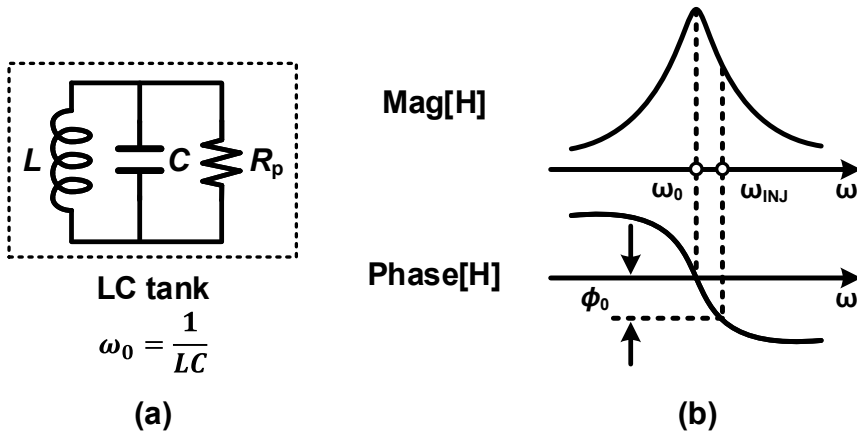 L
C
Rp
LC tank
ω0 = 1/LC
(a)
Mag[H]
ω0
ωINJ
ω
Phase[H]
ϕ0
ω
(b)